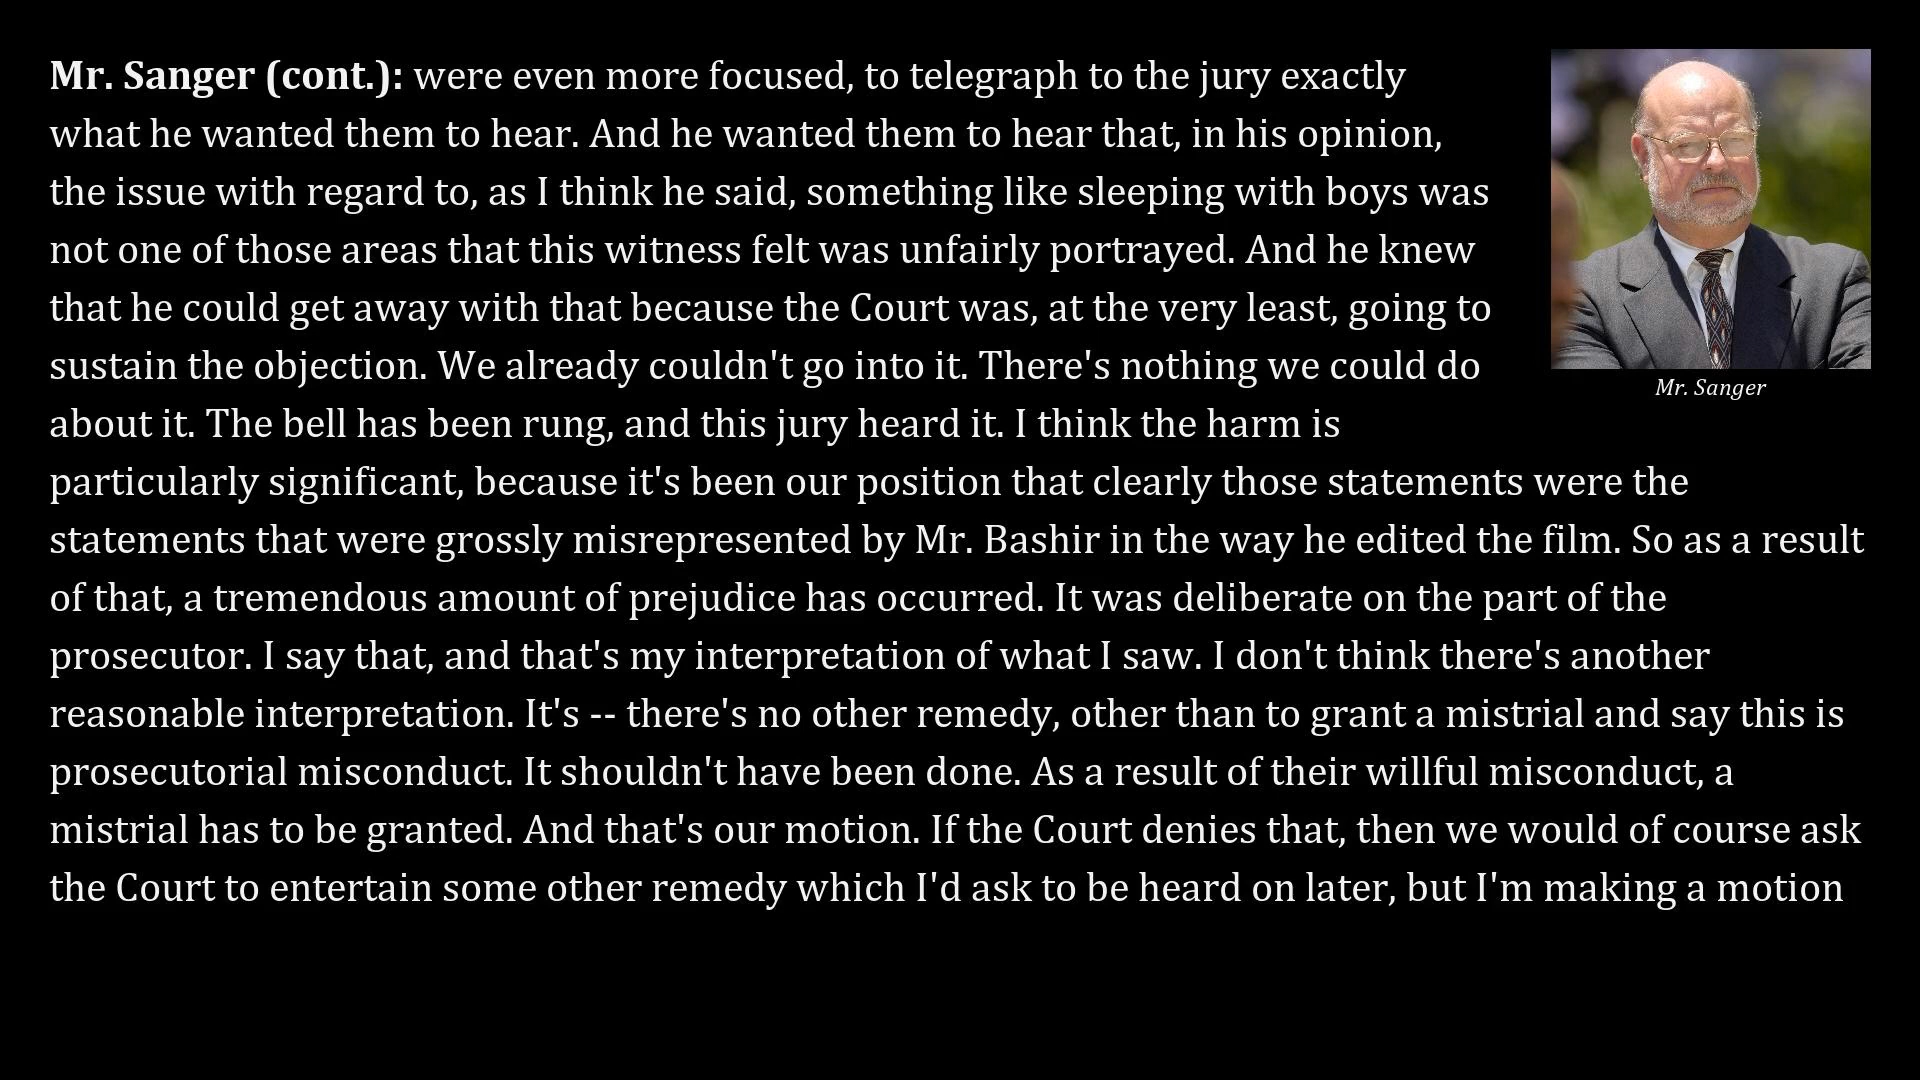 Mr. Sanger (cont.): were even more focused, to telegraph to the jury exactly
what he wanted them to hear. And he wanted them to hear that, in his opinion,
the issue with regard to, as I think he said, something like sleeping with boys was
not one of those areas that this witness felt was unfairly portrayed. And he knew
that he could get away with that because the Court was, at the very least, going to
sustain the objection. We already couldn't go into it. There's nothing we could do
about it. The bell has been rung, and this jury heard it. I think the harm is
particularly significant, because it's been our position that clearly those statements were the
statements that were grossly misrepresented by Mr. Bashir in the way he edited the film. So as a result
of that, a tremendous amount of prejudice has occurred. It was deliberate on the part of the
prosecutor. I say that, and that's my interpretation of what I saw. I don't think there's another
reasonable interpretation. It's -- there's no other remedy, other than to grant a mistrial and say this is
prosecutorial misconduct. It shouldn't have been done. As a result of their willful misconduct, a
mistrial has to be granted. And that's our motion. If the Court denies that, then we would of course ask
the Court to entertain some other remedy which I'd ask to be heard on later, but I'm making a motion
Mr. Sanger